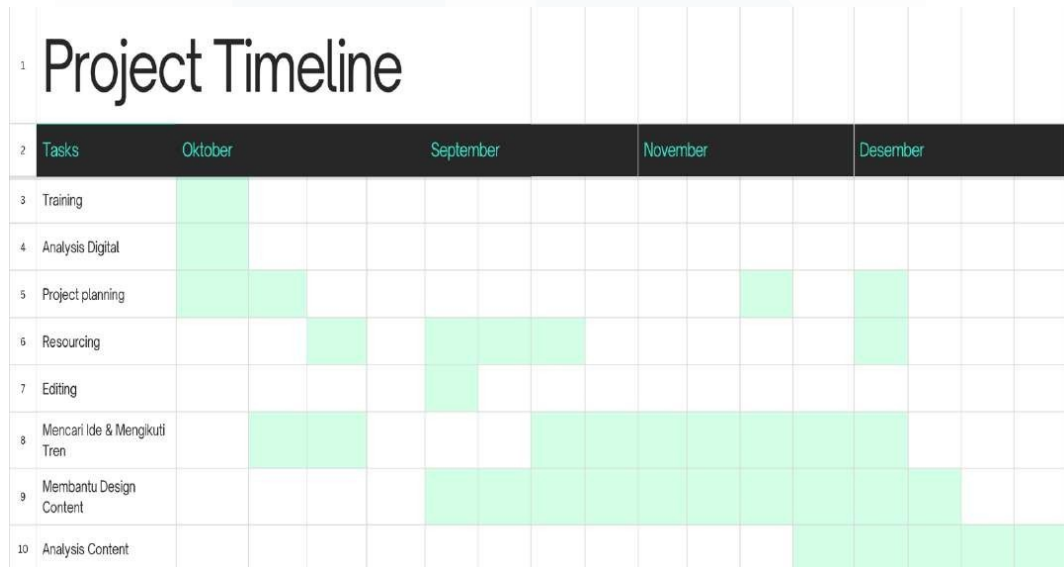 1 Project Timeline
2 Tasks Oktober September November Desember
3 Training
4 Analysis Digital
5 Project planning
6 Resourcing
7 Editing
8 Mencari Ide & Mengikuti
Tren
9 Membantu Design
Content
10 Analysis Content